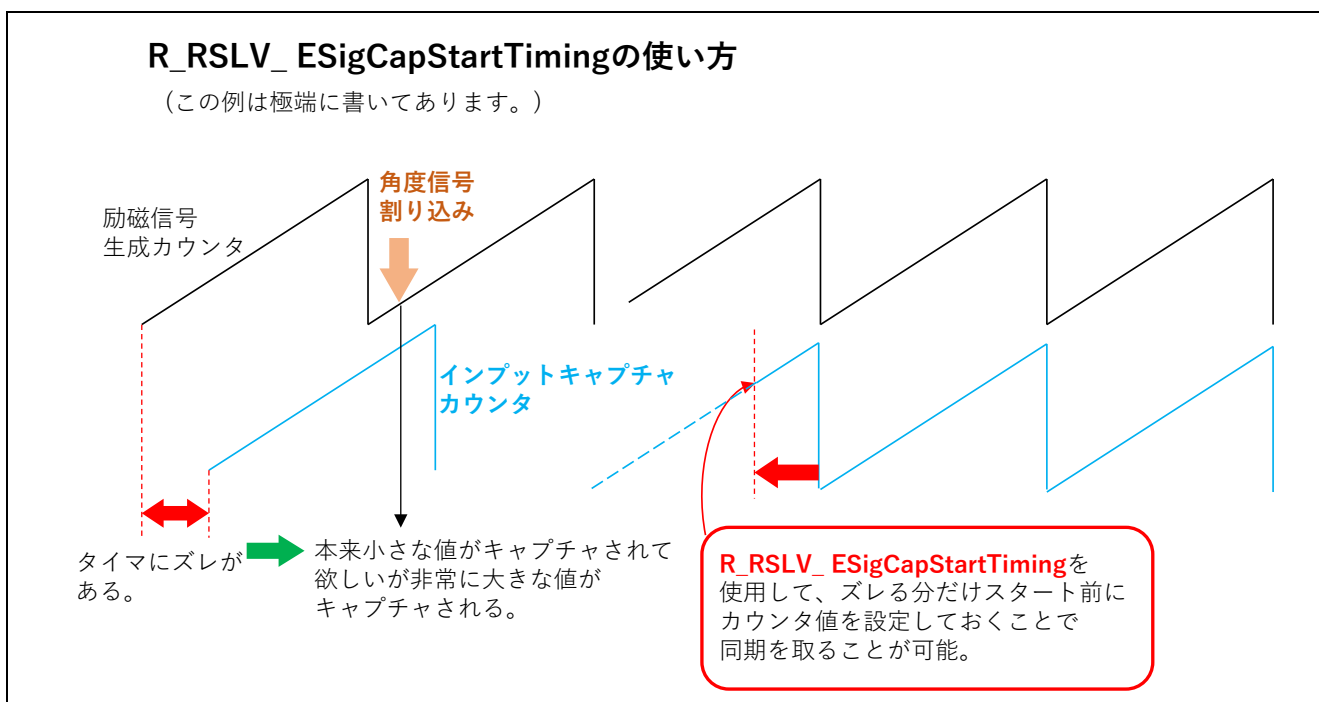 R_RSLV_ ESigCapStartTimingの使い方
（この例は極端に書いてあります。）
角度信号
割り込み
励磁信号
生成カウンタ
インプットキャプチャ
カウンタ
タイマにズレが
ある。
本来小さな値がキャプチャされて
欲しいが非常に大きな値が
キャプチャされる。
R_RSLV_ ESigCapStartTimingを
使用して、ズレる分だけスタート前に
カウンタ値を設定しておくことで
同期を取ることが可能。